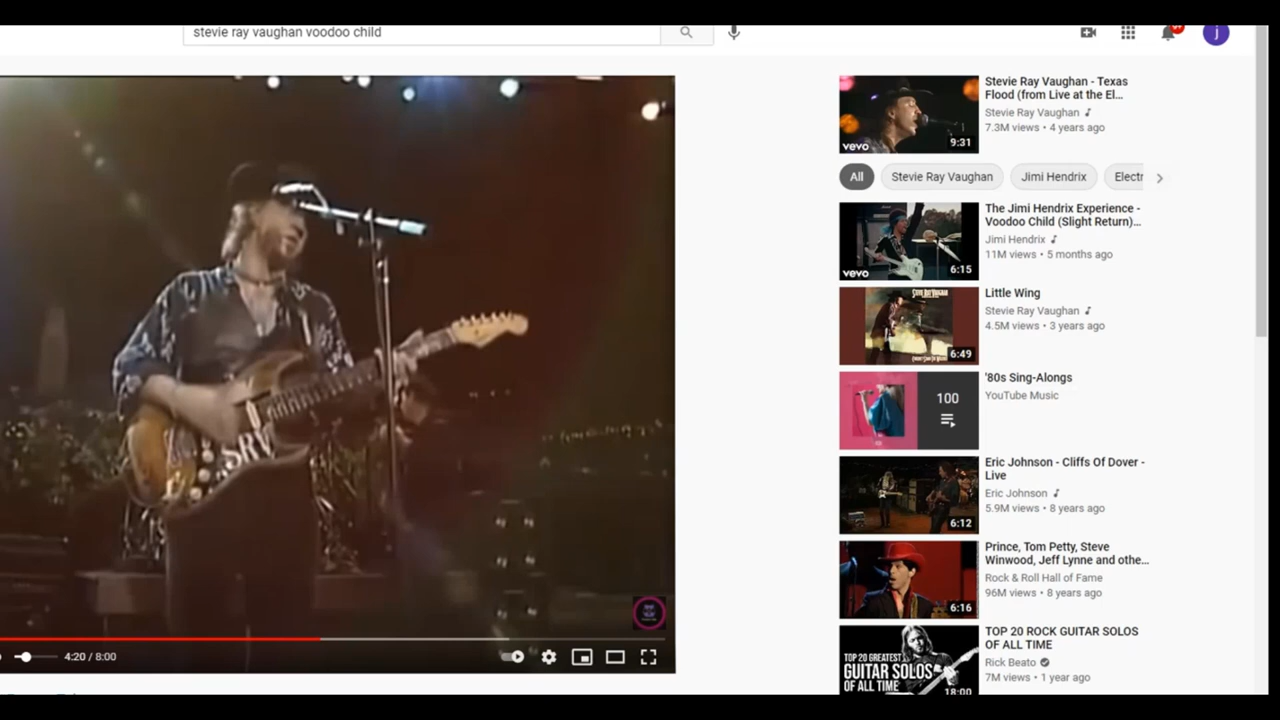 stevie ray vaughan voodoo child
j
SRV
4:20 / 8:00
vevo
9:31
Stevie Ray Vaughan - Texas
Flood (from Live at the El...
Stevie Ray Vaughan
7.3M views • 4 years ago
All
Stevie Ray Vaughan
Jimi Hendrix
Electr
vevo
6:15
The Jimi Hendrix Experience -
Voodoo Child (Slight Return)...
Jimi Hendrix
11M views • 5 months ago
6:49
Little Wing
Stevie Ray Vaughan
4.5M views • 3 years ago
100
'80s Sing-Alongs
YouTube Music
6:12
Eric Johnson - Cliffs Of Dover -
Live
Eric Johnson
5.9M views • 8 years ago
6:16
Prince, Tom Petty, Steve
Winwood, Jeff Lynne and othe...
Rock & Roll Hall of Fame
96M views • 8 years ago
TOP 20 GREATEST
GUITAR SOLOS
OF ALL TIME
18:00
TOP 20 ROCK GUITAR SOLOS
OF ALL TIME
Rick Beato
7M views • 1 year ago